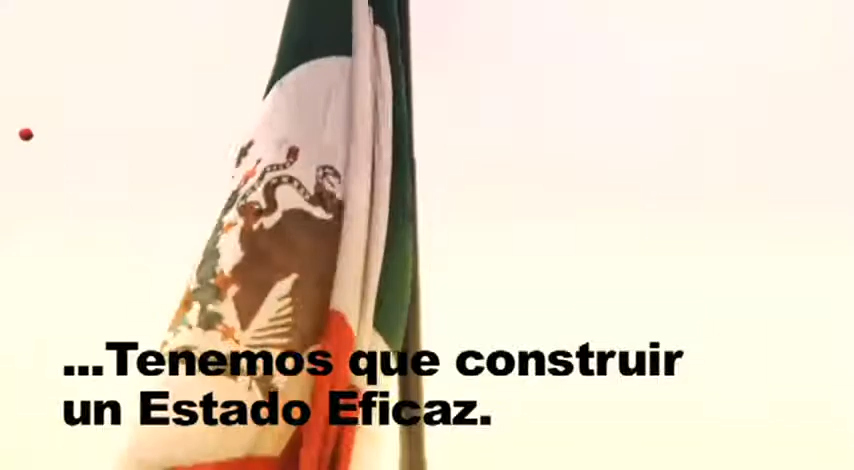 ...Tenemos que construir
un Estado Eficaz.